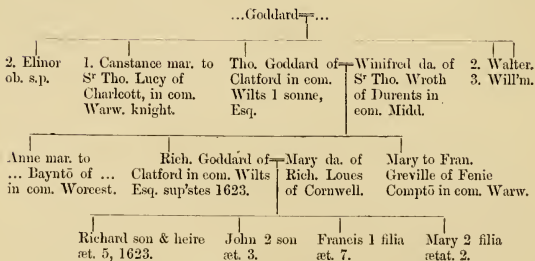 ...Goddard=...
2. Elinor
ob. s.p.
1. Canstance mar. to
Sr Tho. Lucy of
Charlcott, in com.
Warw. knight.
Tho. Goddard of=Winifred da. of
Clatford in com.
Wilts 1 sonne,
Esq.
Sr Tho. Wroth
of Durents in
com. Midd.
2. Walter.
3. Will'm.
Anne mar. to
... Bayntō of ...
in com. Worcest.
Rich. Goddard of=Mary da. of
Clatford in com. Wilts
Esq. sup'stes 1623.
Rich. Loues
of Cornwell.
Mary to Fran.
Greville of Fenie
Comptō in com. Warw.
Richard son & heire
æt. 5, 1623.
John 2 son
æt. 3.
Francis 1 filia
æt. 7.
Mary 2 filia
ætat. 2.